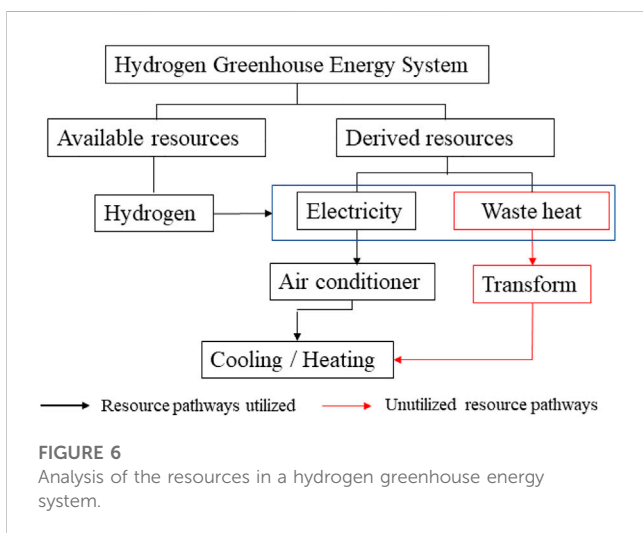 Hydrogen Greenhouse Energy System
Available resources
Derived resources
Hydrogen
Electricity
Waste heat
Air conditioner
Transform
Cooling / Heating
Resource pathways utilized
Unutilized resource pathways
FIGURE 6
Analysis of the resources in a hydrogen greenhouse energy
system.